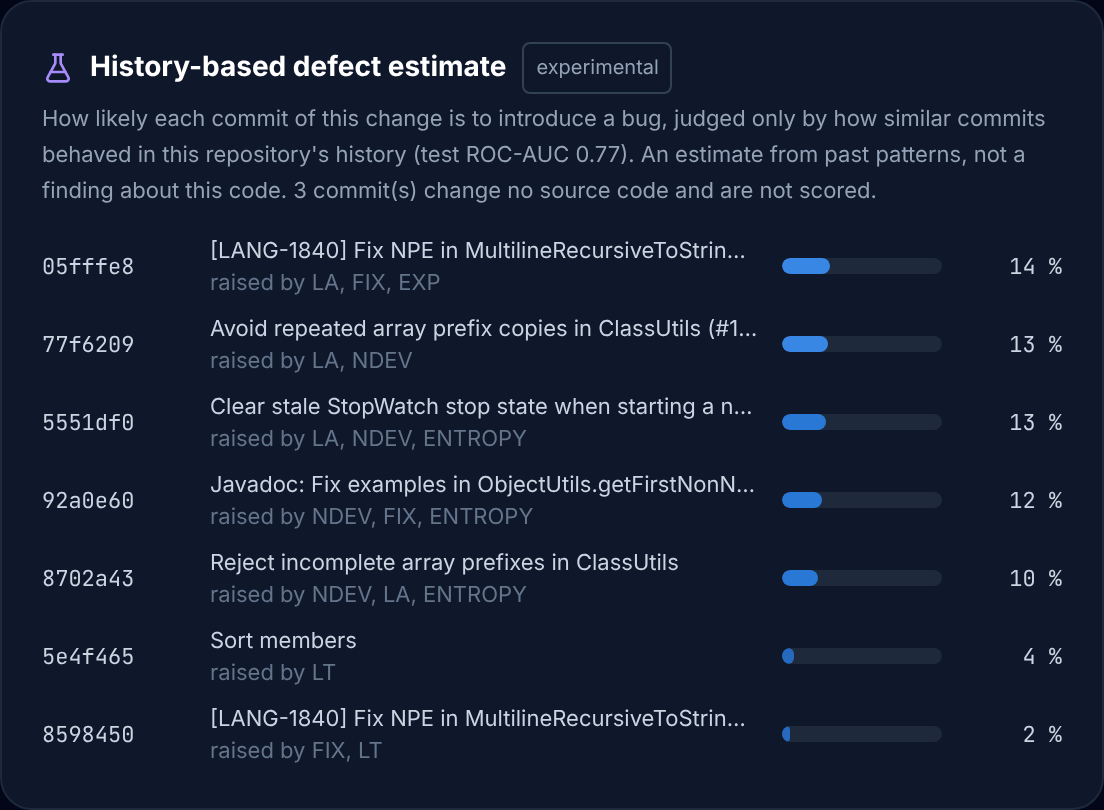 History-based defect estimate experimental
How likely each commit of this change is to introduce a bug, judged only by how similar commits
behaved in this repository's history (test ROC-AUC 0.77). An estimate from past patterns, not a
finding about this code. 3 commit(s) change no source code and are not scored.
05fffe8 [LANG-1840] Fix NPE in MultilineRecursiveToStrin... 14 %
raised by LA, FIX, EXP
77f6209 Avoid repeated array prefix copies in ClassUtils (#1... 13 %
raised by LA, NDEV
5551df0 Clear stale StopWatch stop state when starting a n... 13 %
raised by LA, NDEV, ENTROPY
92a0e60 Javadoc: Fix examples in ObjectUtils.getFirstNonN... 12 %
raised by NDEV, FIX, ENTROPY
8702a43 Reject incomplete array prefixes in ClassUtils 10 %
raised by NDEV, LA, ENTROPY
5e4f465 Sort members 4 %
raised by LT
8598450 [LANG-1840] Fix NPE in MultilineRecursiveToStrin... 2 %
raised by FIX, LT